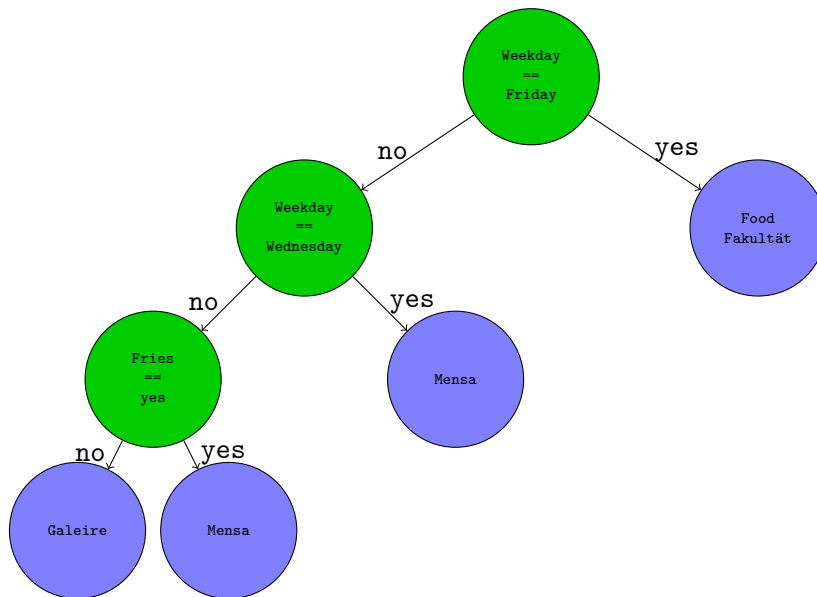 Weekday
==
Friday
no
yes
Weekday
==
Wednesday
Food
Fakultät
no
yes
Fries
==
yes
Mensa
no
yes
Galeire
Mensa